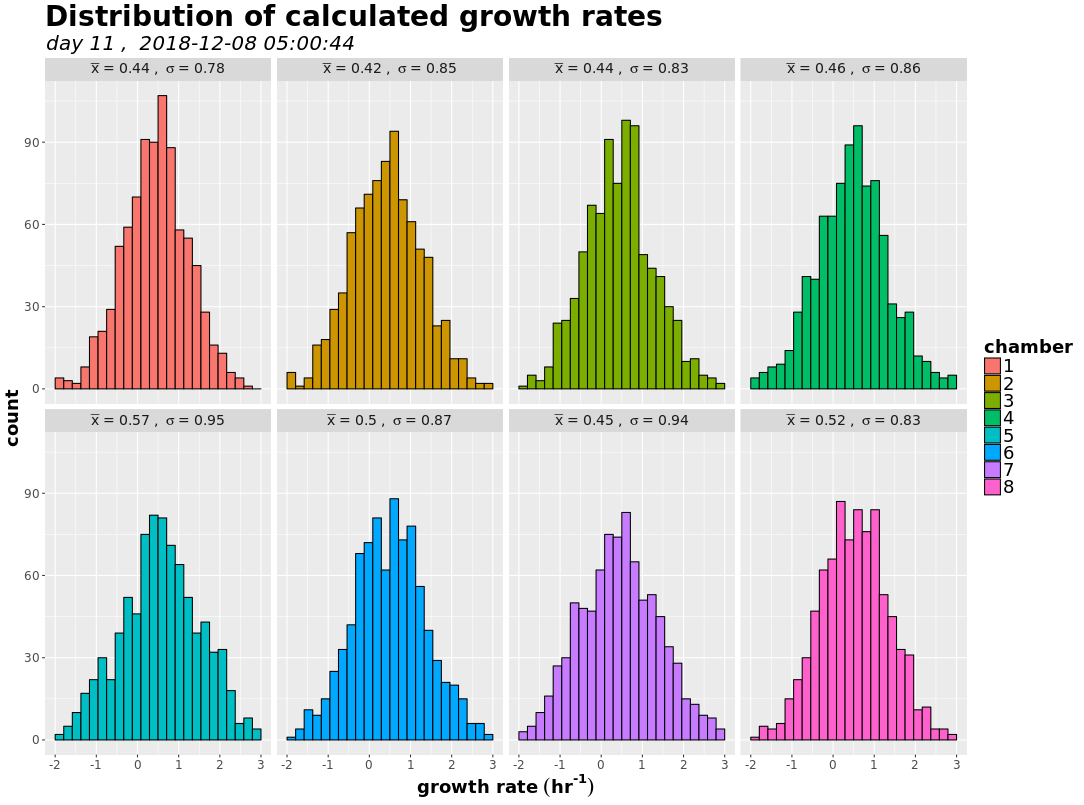 Distribution of calculated growth rates
day 11 ,  2018-12-08 05:00:44
x̅ = 0.44 ,  σ = 0.78
x̅ = 0.42 ,  σ = 0.85
x̅ = 0.44 ,  σ = 0.83
x̅ = 0.46 ,  σ = 0.86
90
60
30
0
x̅ = 0.57 ,  σ = 0.95
x̅ = 0.5 ,  σ = 0.87
x̅ = 0.45 ,  σ = 0.94
x̅ = 0.52 ,  σ = 0.83
90
60
30
0
-2 -1 0 1 2 3
-2 -1 0 1 2 3
-2 -1 0 1 2 3
-2 -1 0 1 2 3
growth rate (hr⁻¹)
count
chamber
1
2
3
4
5
6
7
8